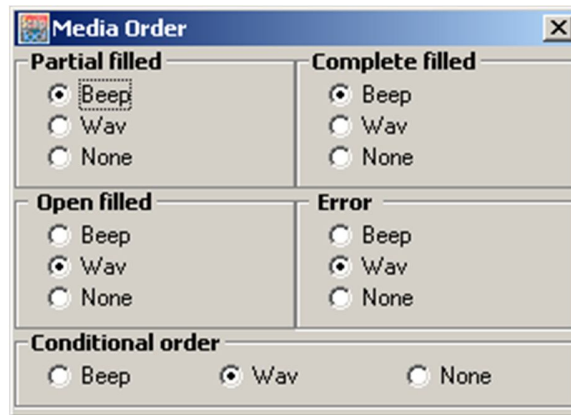 Media Order
Partial filled
Beep
Wav
None
Complete filled
Beep
Wav
None
Open filled
Beep
Wav
None
Error
Beep
Wav
None
Conditional order
Beep Wav None